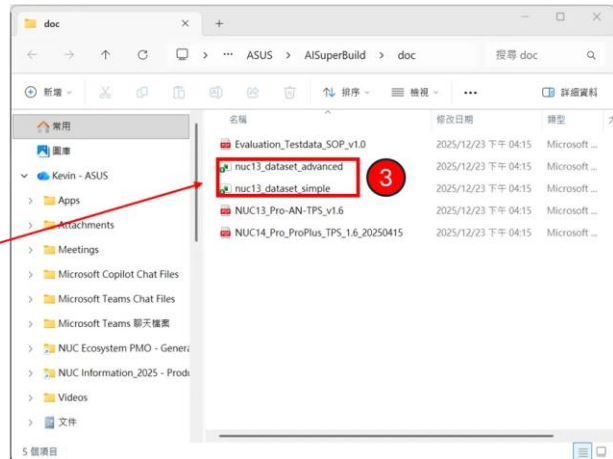 doc
ASUS > AISuperBuild > doc
搜尋 doc
新增
排序
檢視
詳細資料
常用
圖庫
Kevin - ASUS
Apps
Attachments
Meetings
Microsoft Copilot Chat Files
Microsoft Teams Chat Files
Microsoft Teams 聊天檔案
NUC Ecosystem PMO - Genera
NUC Information_2025 - Produ
Videos
文件
名稱 修改日期 類型
Evaluation_Testdata_SOP_v1.0 2025/12/23 下午 04:15 Microsoft ...
nuc13_dataset_advanced 2025/12/23 下午 04:15 Microsoft ...
nuc13_dataset_simple 2025/12/23 下午 04:15 Microsoft ...
NUC13_Pro-AN-TPS_v1.6 2025/12/23 下午 04:15 Microsoft ...
NUC14_Pro_ProPlus_TPS_1.6_20250415 2025/12/23 下午 04:15 Microsoft ...
3
5 個項目